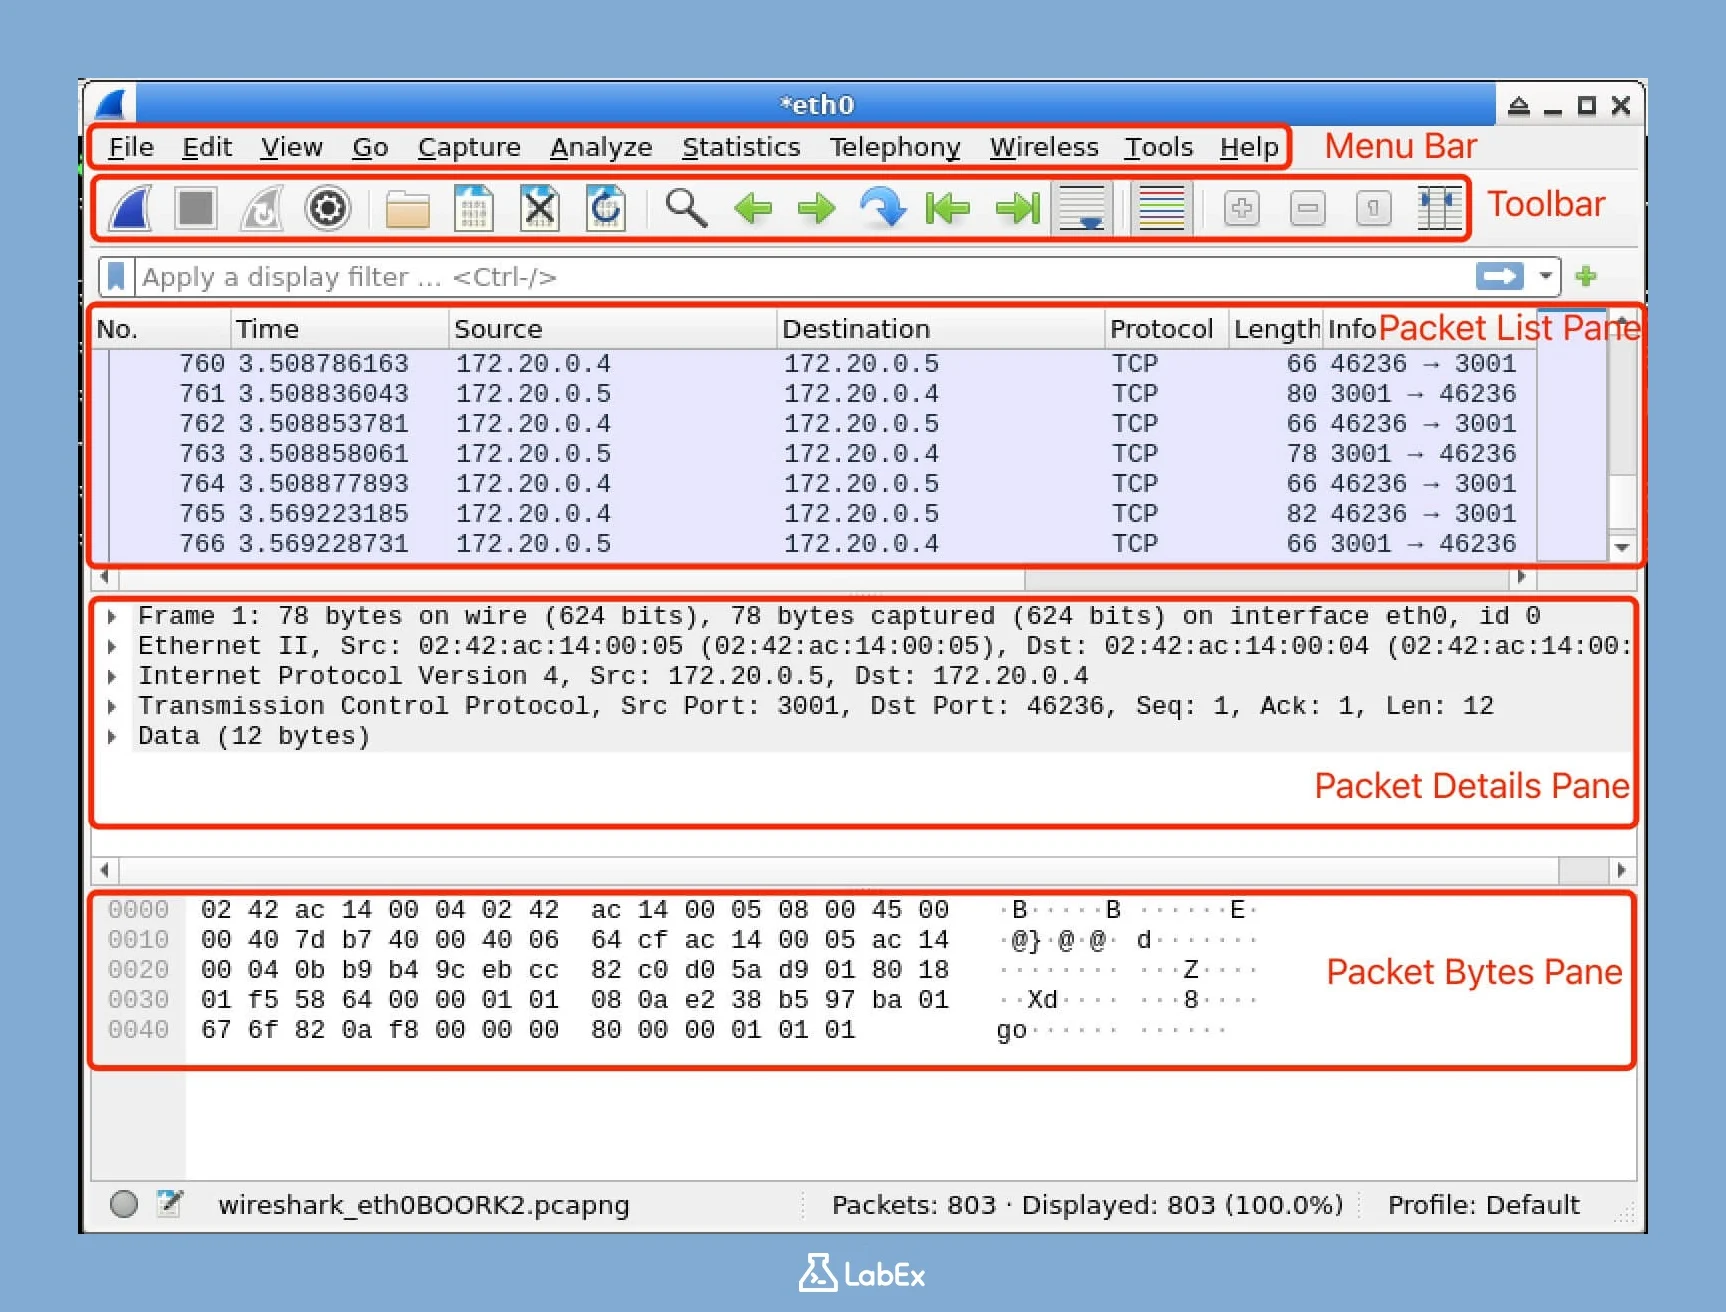 *eth0
File Edit View Go Capture Analyze Statistics Telephony Wireless Tools Help Menu Bar
Toolbar
Apply a display filter ... <Ctrl-/>
No. Time Source Destination Protocol Length Info Packet List Pane
760 3.508786163 172.20.0.4 172.20.0.5 TCP 66 46236 → 3001
761 3.508836043 172.20.0.5 172.20.0.4 TCP 80 3001 → 46236
762 3.508853781 172.20.0.4 172.20.0.5 TCP 66 46236 → 3001
763 3.508858061 172.20.0.5 172.20.0.4 TCP 78 3001 → 46236
764 3.508877893 172.20.0.4 172.20.0.5 TCP 66 46236 → 3001
765 3.569223185 172.20.0.4 172.20.0.5 TCP 82 46236 → 3001
766 3.569228731 172.20.0.5 172.20.0.4 TCP 66 3001 → 46236
Frame 1: 78 bytes on wire (624 bits), 78 bytes captured (624 bits) on interface eth0, id 0
Ethernet II, Src: 02:42:ac:14:00:05 (02:42:ac:14:00:05), Dst: 02:42:ac:14:00:04 (02:42:ac:14:00:
Internet Protocol Version 4, Src: 172.20.0.5, Dst: 172.20.0.4
Transmission Control Protocol, Src Port: 3001, Dst Port: 46236, Seq: 1, Ack: 1, Len: 12
Data (12 bytes)
Packet Details Pane
0000 02 42 ac 14 00 04 02 42 ac 14 00 05 08 00 45 00 ·B·····B ······E·
0010 00 40 7d b7 40 00 40 06 64 cf ac 14 00 05 ac 14 ·@}·@·@· d·······
0020 00 04 0b b9 b4 9c eb cc 82 c0 d0 5a d9 01 80 18 ········ ···Z····
Packet Bytes Pane
0030 01 f5 58 64 00 00 01 01 08 0a e2 38 b5 97 ba 01 ··Xd···· ···8····
0040 67 6f 82 0a f8 00 00 00 80 00 00 01 01 01 go······ ······
wireshark_eth0BOORK2.pcapng Packets: 803 · Displayed: 803 (100.0%) Profile: Default
LabEx